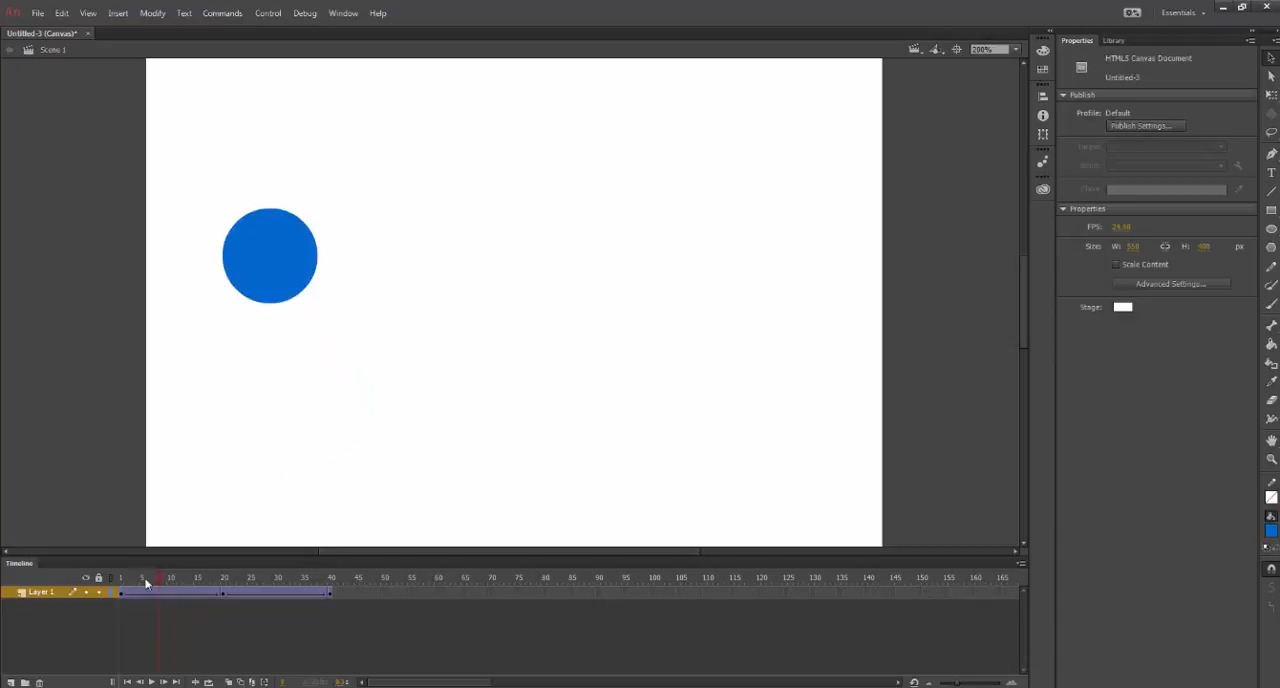 An File Edit View Insert Modify Text Commands Control Debug Window Help Essentials
Untitled-3 (Canvas)* ×
Scene 1 200%
Properties Library
HTML5 Canvas Document
Untitled-3
Publish
Profile: Default
Publish Settings...
Properties
FPS:
Size: W: 550 H: 400 px
Scale Content
Advanced Settings...
Stage:
Timeline
1 5 10 15 20 25 30 35 40 45 50 55 60 65 70 75 80 85 90 95 100 105 110 115 120 125 130 135 140 145 150 155 160 165
Layer 1